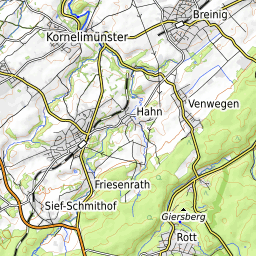 Breinig
Kornelimünster
Venwegen
Hahn
Friesenrath
Sief-Schmithof
Giersberg
Rott